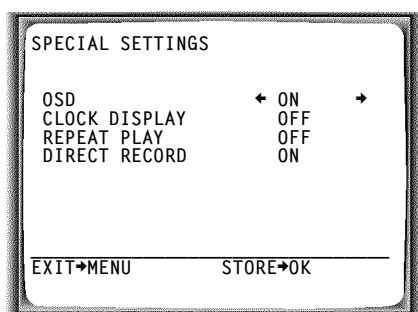 SPECIAL SETTINGS
OSD ← ON →
CLOCK DISPLAY OFF
REPEAT PLAY OFF
DIRECT RECORD ON
EXIT→MENU STORE→OK